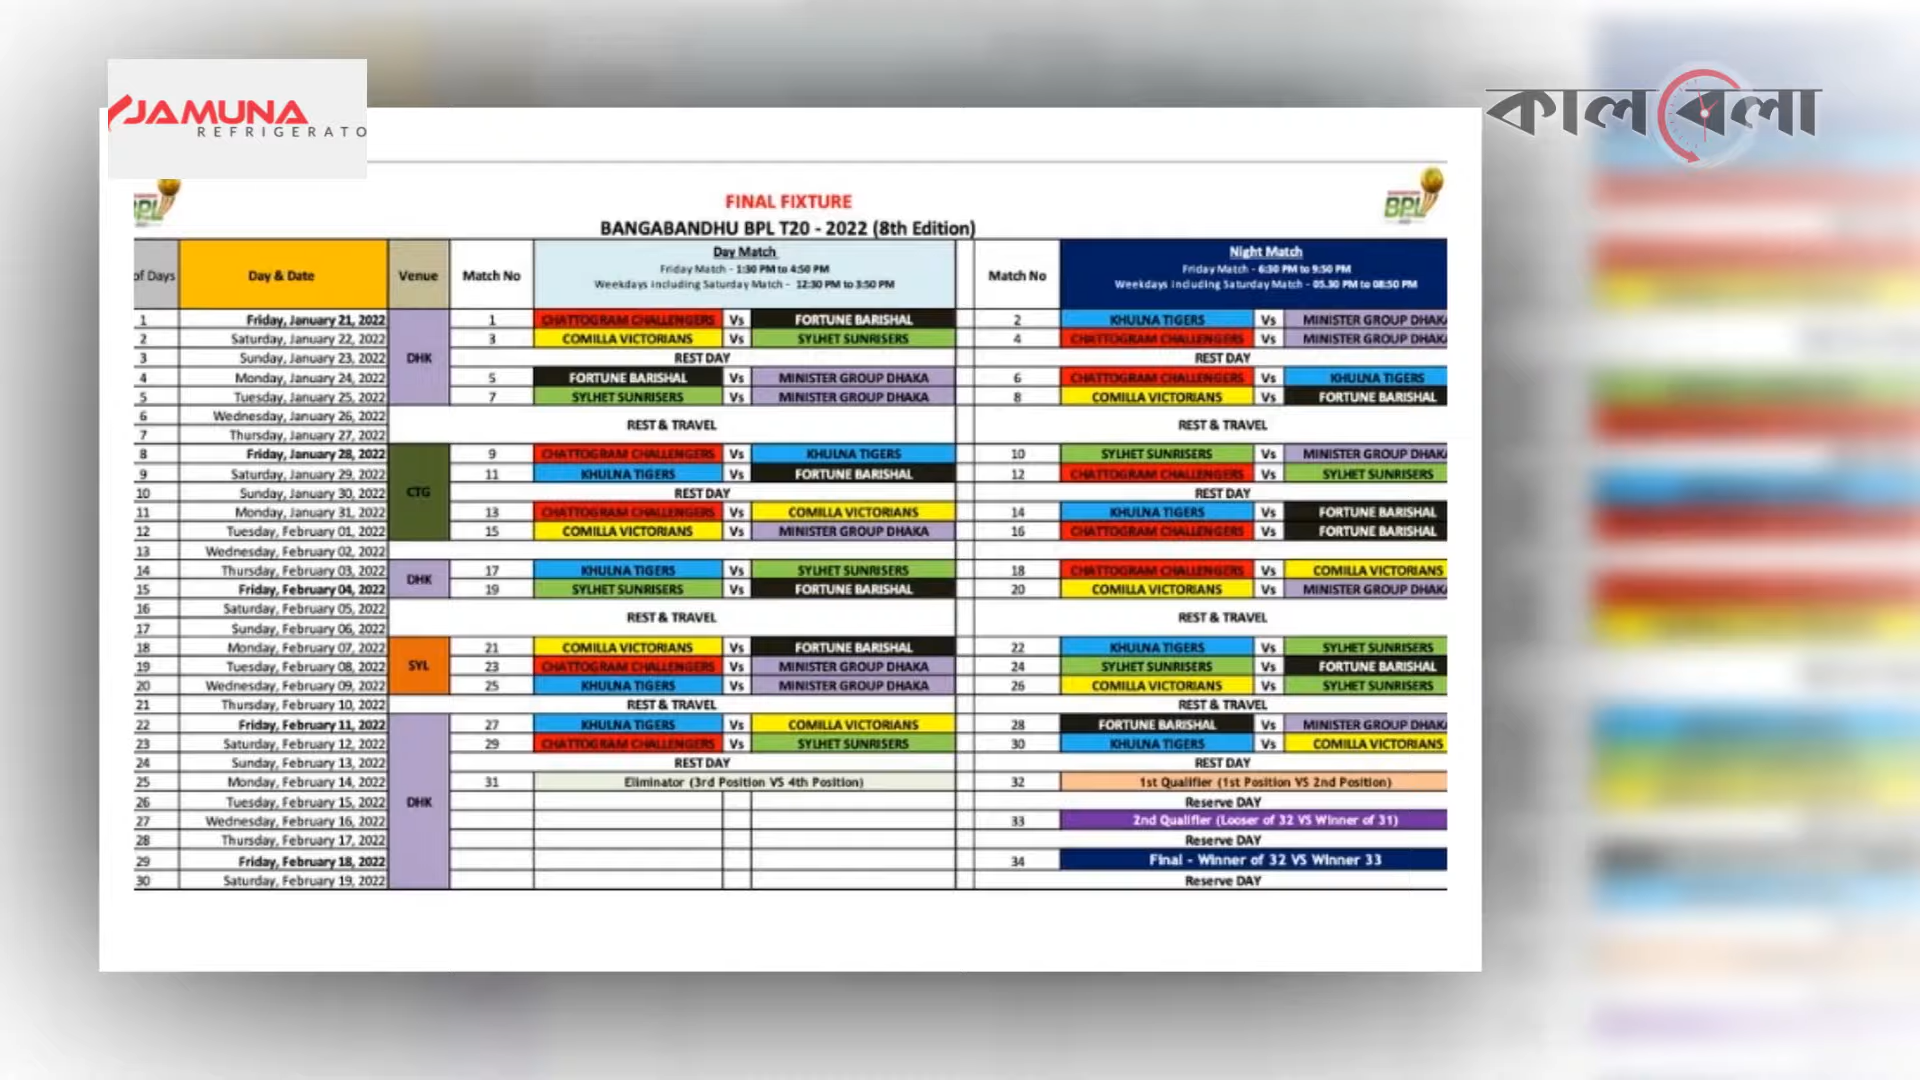 JAMUNA
REFRIGERATO
কালবেলা
BPL
BPL
FINAL FIXTURE
BANGABANDHU BPL T20 - 2022 (8th Edition)
of Days Day & Date Venue Match No Day Match Match No Night Match
Friday Match - 1:30 PM to 4:50 PM Friday Match - 6:30 PM to 9:50 PM
Weekdays Including Saturday Match - 12:30 PM to 3:50 PM Weekdays Including Saturday Match - 05.30 PM to 08:50 PM
1 Friday, January 21, 2022 DHK 1 CHATTOGRAM CHALLENGERS Vs FORTUNE BARISHAL 2 KHULNA TIGERS Vs MINISTER GROUP DHAKA
2 Saturday, January 22, 2022 3 COMILLA VICTORIANS Vs SYLHET SUNRISERS 4 CHATTOGRAM CHALLENGERS Vs MINISTER GROUP DHAKA
3 Sunday, January 23, 2022 REST DAY REST DAY
4 Monday, January 24, 2022 5 FORTUNE BARISHAL Vs MINISTER GROUP DHAKA 6 CHATTOGRAM CHALLENGERS Vs KHULNA TIGERS
5 Tuesday, January 25, 2022 7 SYLHET SUNRISERS Vs MINISTER GROUP DHAKA 8 COMILLA VICTORIANS Vs FORTUNE BARISHAL
6 Wednesday, January 26, 2022 REST & TRAVEL REST & TRAVEL
7 Thursday, January 27, 2022
8 Friday, January 28, 2022 CTG 9 CHATTOGRAM CHALLENGERS Vs KHULNA TIGERS 10 SYLHET SUNRISERS Vs MINISTER GROUP DHAKA
9 Saturday, January 29, 2022 11 KHULNA TIGERS Vs FORTUNE BARISHAL 12 CHATTOGRAM CHALLENGERS Vs SYLHET SUNRISERS
10 Sunday, January 30, 2022 REST DAY REST DAY
11 Monday, January 31, 2022 13 CHATTOGRAM CHALLENGERS Vs COMILLA VICTORIANS 14 KHULNA TIGERS Vs FORTUNE BARISHAL
12 Tuesday, February 01, 2022 15 COMILLA VICTORIANS Vs MINISTER GROUP DHAKA 16 CHATTOGRAM CHALLENGERS Vs FORTUNE BARISHAL
13 Wednesday, February 02, 2022
14 Thursday, February 03, 2022 DHK 17 KHULNA TIGERS Vs SYLHET SUNRISERS 18 CHATTOGRAM CHALLENGERS Vs COMILLA VICTORIANS
15 Friday, February 04, 2022 19 SYLHET SUNRISERS Vs FORTUNE BARISHAL 20 COMILLA VICTORIANS Vs MINISTER GROUP DHAKA
16 Saturday, February 05, 2022 REST & TRAVEL REST & TRAVEL
17 Sunday, February 06, 2022
18 Monday, February 07, 2022 SYL 21 COMILLA VICTORIANS Vs FORTUNE BARISHAL 22 KHULNA TIGERS Vs SYLHET SUNRISERS
19 Tuesday, February 08, 2022 23 CHATTOGRAM CHALLENGERS Vs MINISTER GROUP DHAKA 24 SYLHET SUNRISERS Vs FORTUNE BARISHAL
20 Wednesday, February 09, 2022 25 KHULNA TIGERS Vs MINISTER GROUP DHAKA 26 COMILLA VICTORIANS Vs SYLHET SUNRISERS
21 Thursday, February 10, 2022 REST & TRAVEL REST & TRAVEL
22 Friday, February 11, 2022 DHK 27 KHULNA TIGERS Vs COMILLA VICTORIANS 28 FORTUNE BARISHAL Vs MINISTER GROUP DHAKA
23 Saturday, February 12, 2022 29 CHATTOGRAM CHALLENGERS Vs SYLHET SUNRISERS 30 KHULNA TIGERS Vs COMILLA VICTORIANS
24 Sunday, February 13, 2022 REST DAY REST DAY
25 Monday, February 14, 2022 31 Eliminator (3rd Position VS 4th Position) 32 1st Qualifier (1st Position VS 2nd Position)
26 Tuesday, February 15, 2022 Reserve DAY
27 Wednesday, February 16, 2022 33 2nd Qualifier (Looser of 32 VS Winner of 31)
28 Thursday, February 17, 2022 Reserve DAY
29 Friday, February 18, 2022 34 Final - Winner of 32 VS Winner 33
30 Saturday, February 19, 2022 Reserve DAY